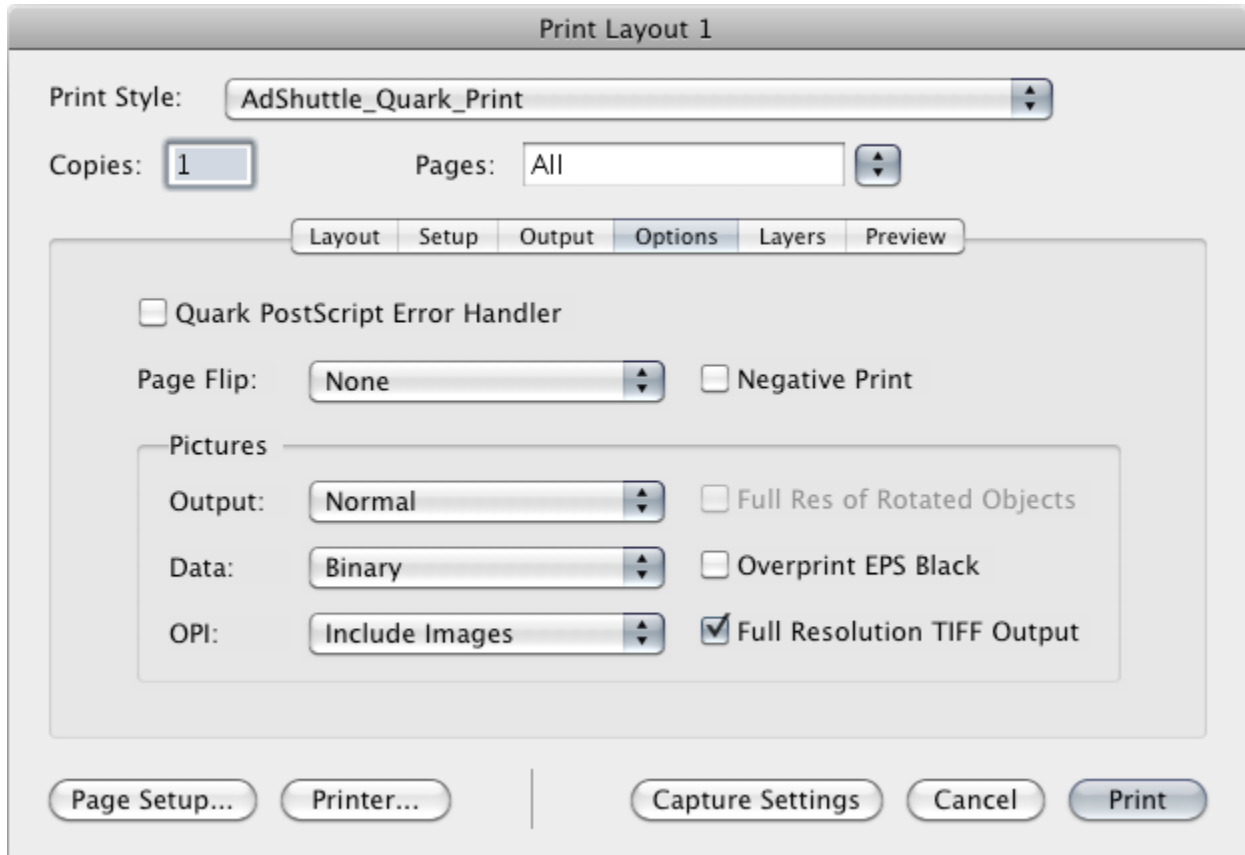 Print Layout 1
Print Style: AdShuttle_Quark_Print
Copies: 1 Pages: All
Layout Setup Output Options Layers Preview
Quark PostScript Error Handler
Page Flip: None Negative Print
Pictures
Output: Normal Full Res of Rotated Objects
Data: Binary Overprint EPS Black
OPI: Include Images Full Resolution TIFF Output
Page Setup... Printer... Capture Settings Cancel Print